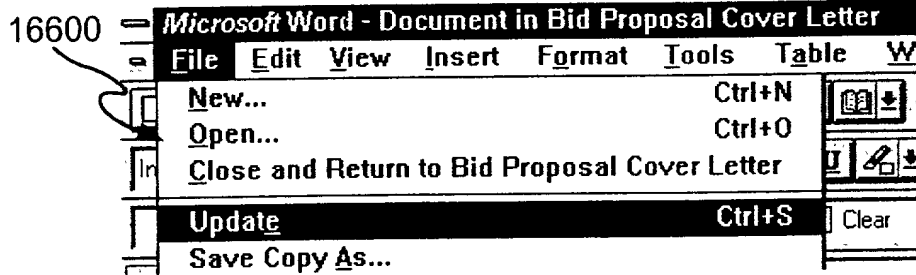 16600
Microsoft Word - Document in Bid Proposal Cover Letter
File Edit View Insert Format Tools Table W
New... Ctrl+N
Open... Ctrl+O
In Close and Return to Bid Proposal Cover Letter U
Update Ctrl+S Clear
Save Copy As...